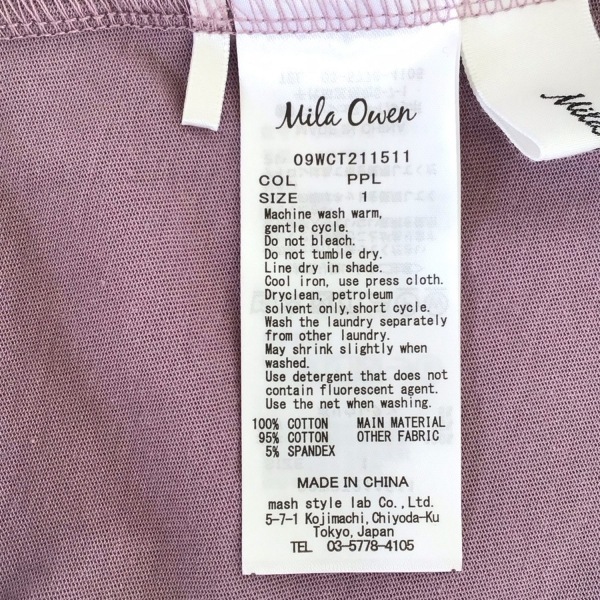 Mila Owen
09WCT211511
COL PPL
SIZE 1
Machine wash warm,
gentle cycle.
Do not bleach.
Do not tumble dry.
Line dry in shade.
Cool iron, use press cloth.
Dryclean, petroleum
solvent only, short cycle.
Wash the laundry separately
from other laundry.
May shrink slightly when
washed.
Use detergent that does not
contain fluorescent agent.
Use the net when washing.
100% COTTON MAIN MATERIAL
95% COTTON OTHER FABRIC
5% SPANDEX
MADE IN CHINA
mash style lab Co.,Ltd.
5-7-1 Kojimachi,Chiyoda-Ku
Tokyo, Japan
TEL 03-5778-4105
Mila